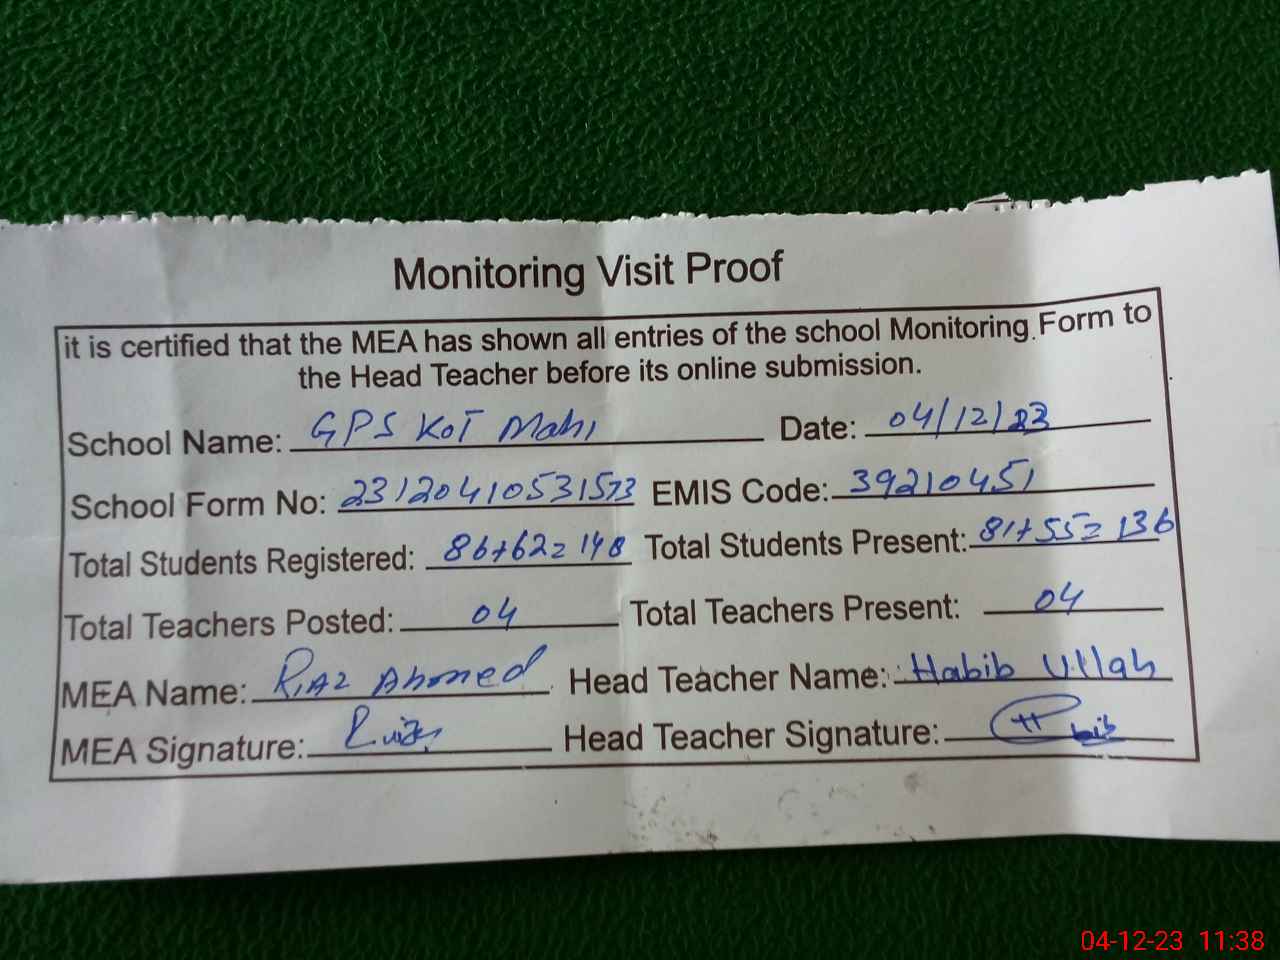 Monitoring Visit Proof
it is certified that the MEA has shown all entries of the school Monitoring Form to
the Head Teacher before its online submission.
School Name: GPS KOT Mahi Date: 04/12/23
School Form No: 23120410531573 EMIS Code: 39210451
Total Students Registered: 86+62=148 Total Students Present: 81+55=136
Total Teachers Posted: 04 Total Teachers Present: 04
MEA Name: Riaz Ahmed Head Teacher Name: Habib Ullah
MEA Signature: Head Teacher Signature:
04-12-23 11:38